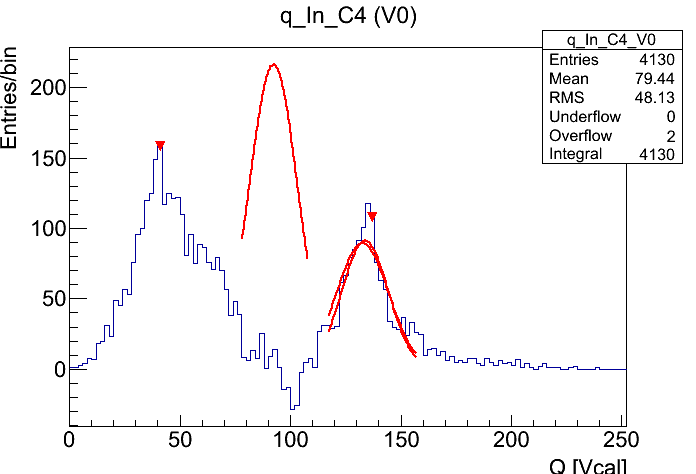 q_In_C4 (V0)
q_In_C4_V0
Entries 4130
Mean 79.44
RMS 48.13
Underflow 0
Overflow 2
Integral 4130
Entries/bin
200
150
100
50
0
0 50 100 150 200 250
Q [Vcal]